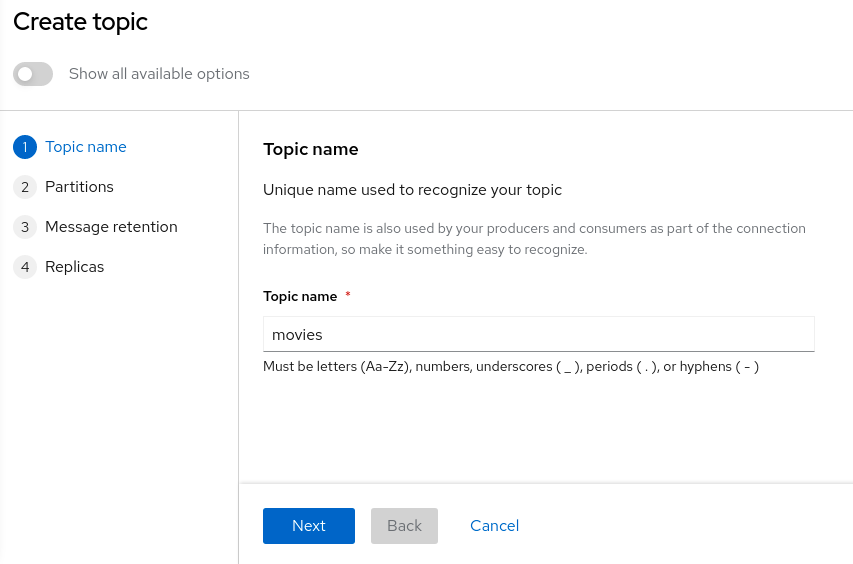 Create topic
Show all available options
1 Topic name
2 Partitions
3 Message retention
4 Replicas
Topic name
Unique name used to recognize your topic
The topic name is also used by your producers and consumers as part of the connection
information, so make it something easy to recognize.
Topic name *
movies
Must be letters (Aa-Zz), numbers, underscores ( _ ), periods ( . ), or hyphens ( - )
Next Back Cancel